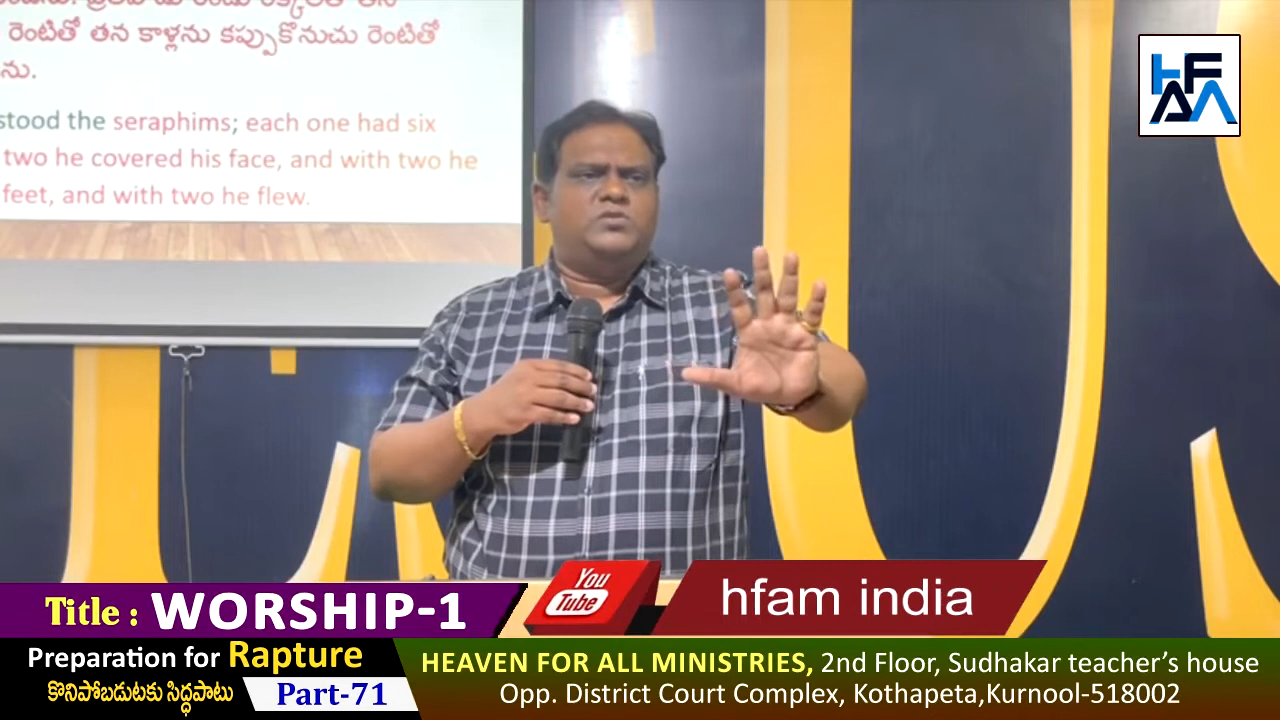 రెంటితో తన కాళ్లను కప్పుకొనుచు రెంటితో
ను.
stood the seraphims; each one had six
two he covered his face, and with two he
feet, and with two he flew.
HFAM
You
Tube
hfam india
Title : WORSHIP-1
Preparation for Rapture
కొనిపోబడుటకు సిద్ధపాటు
Part-71
HEAVEN FOR ALL MINISTRIES, 2nd Floor, Sudhakar teacher's house
Opp. District Court Complex, Kothapeta,Kurnool-518002